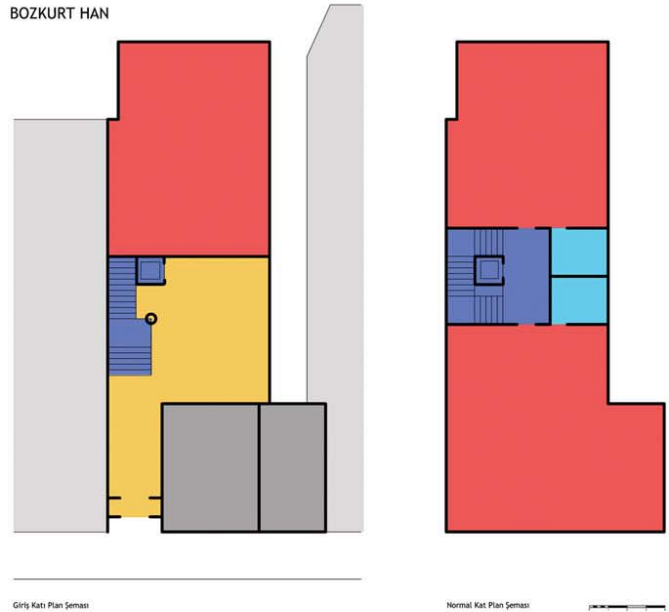 BOZKURT HAN
Giriş Katı Plan Şeması
Normal Kat Plan Şeması